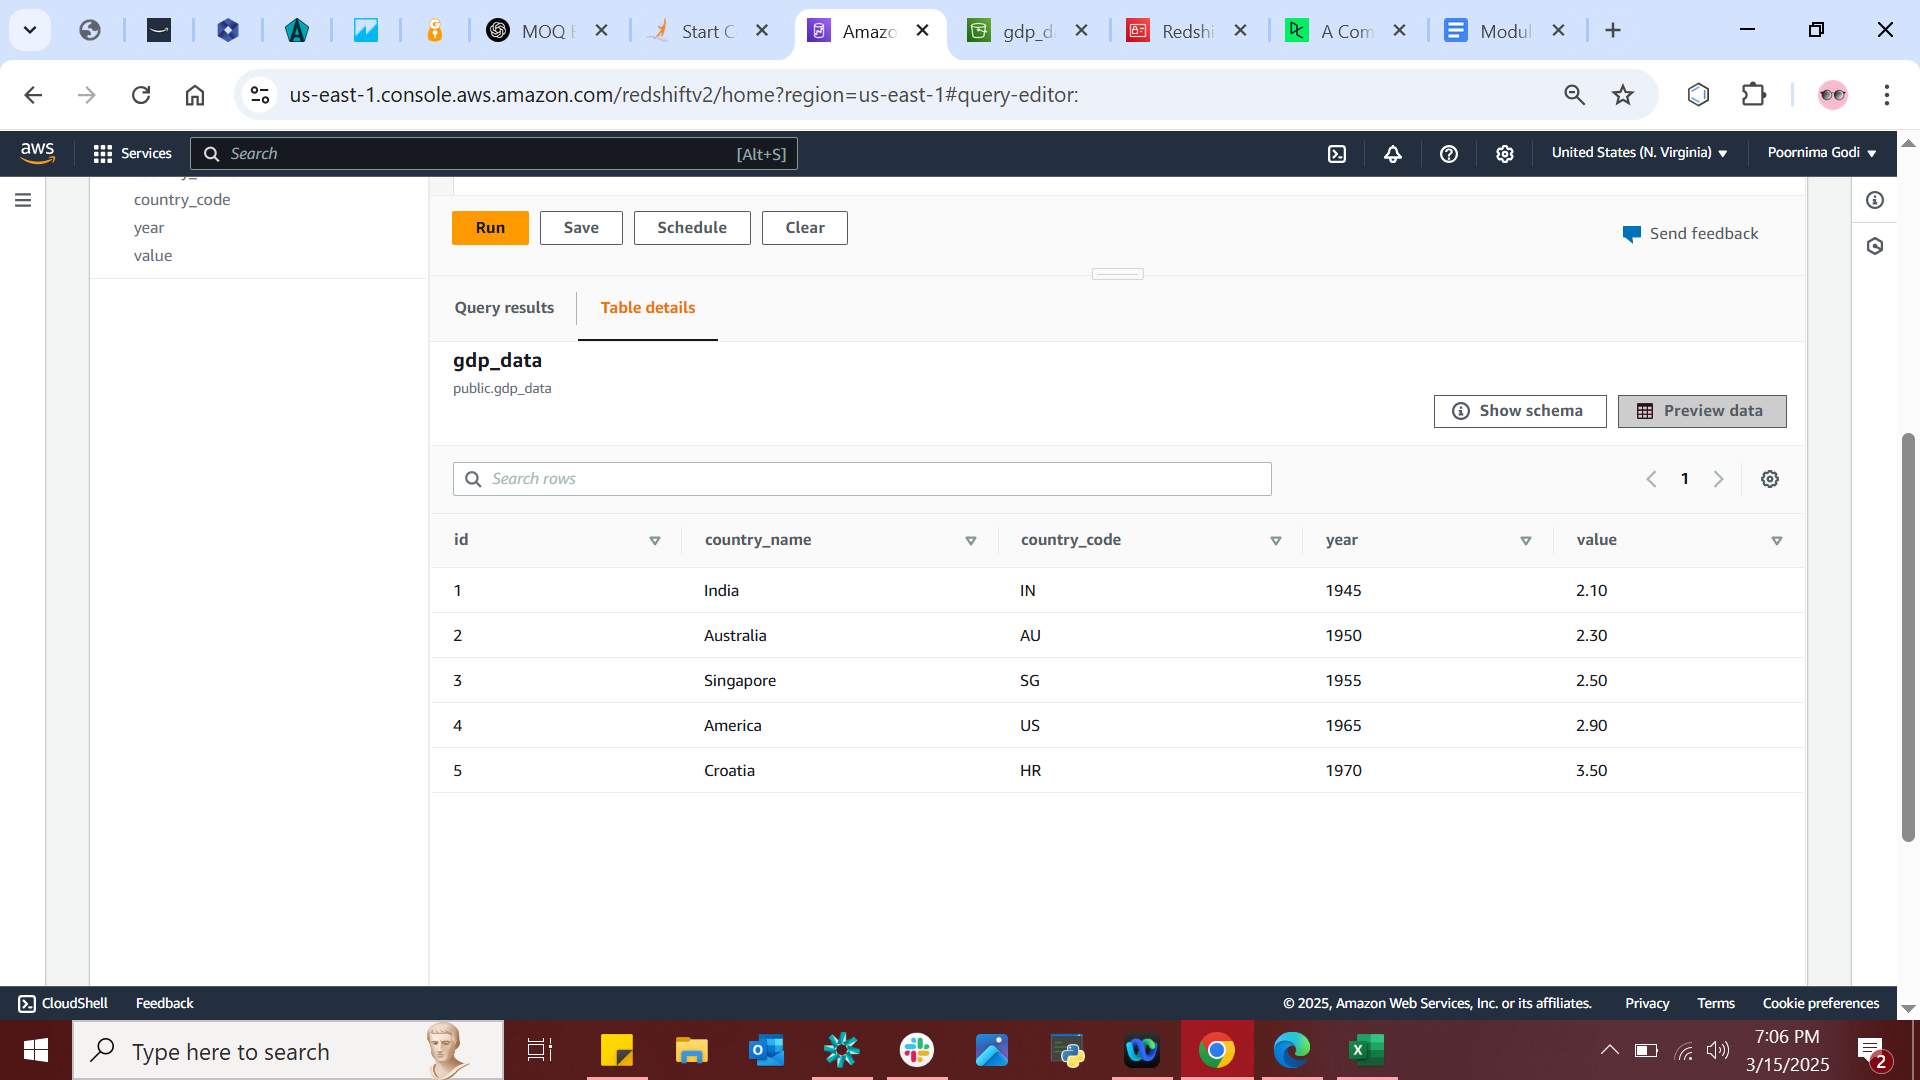 MOQ E
Start C
Amazo
gdp_d
Redshi
A Com
Modul
us-east-1.console.aws.amazon.com/redshiftv2/home?region=us-east-1#query-editor:
aws
Services
Search
[Alt+S]
United States (N. Virginia)
Poornima Godi
country_code
year
value
Run
Save
Schedule
Clear
Send feedback
Query results
Table details
gdp_data
public.gdp_data
Show schema
Preview data
Search rows
1
id country_name country_code year value
1 India IN 1945 2.10
2 Australia AU 1950 2.30
3 Singapore SG 1955 2.50
4 America US 1965 2.90
5 Croatia HR 1970 3.50
CloudShell
Feedback
© 2025, Amazon Web Services, Inc. or its affiliates.
Privacy
Terms
Cookie preferences
Type here to search
7:06 PM
3/15/2025
2